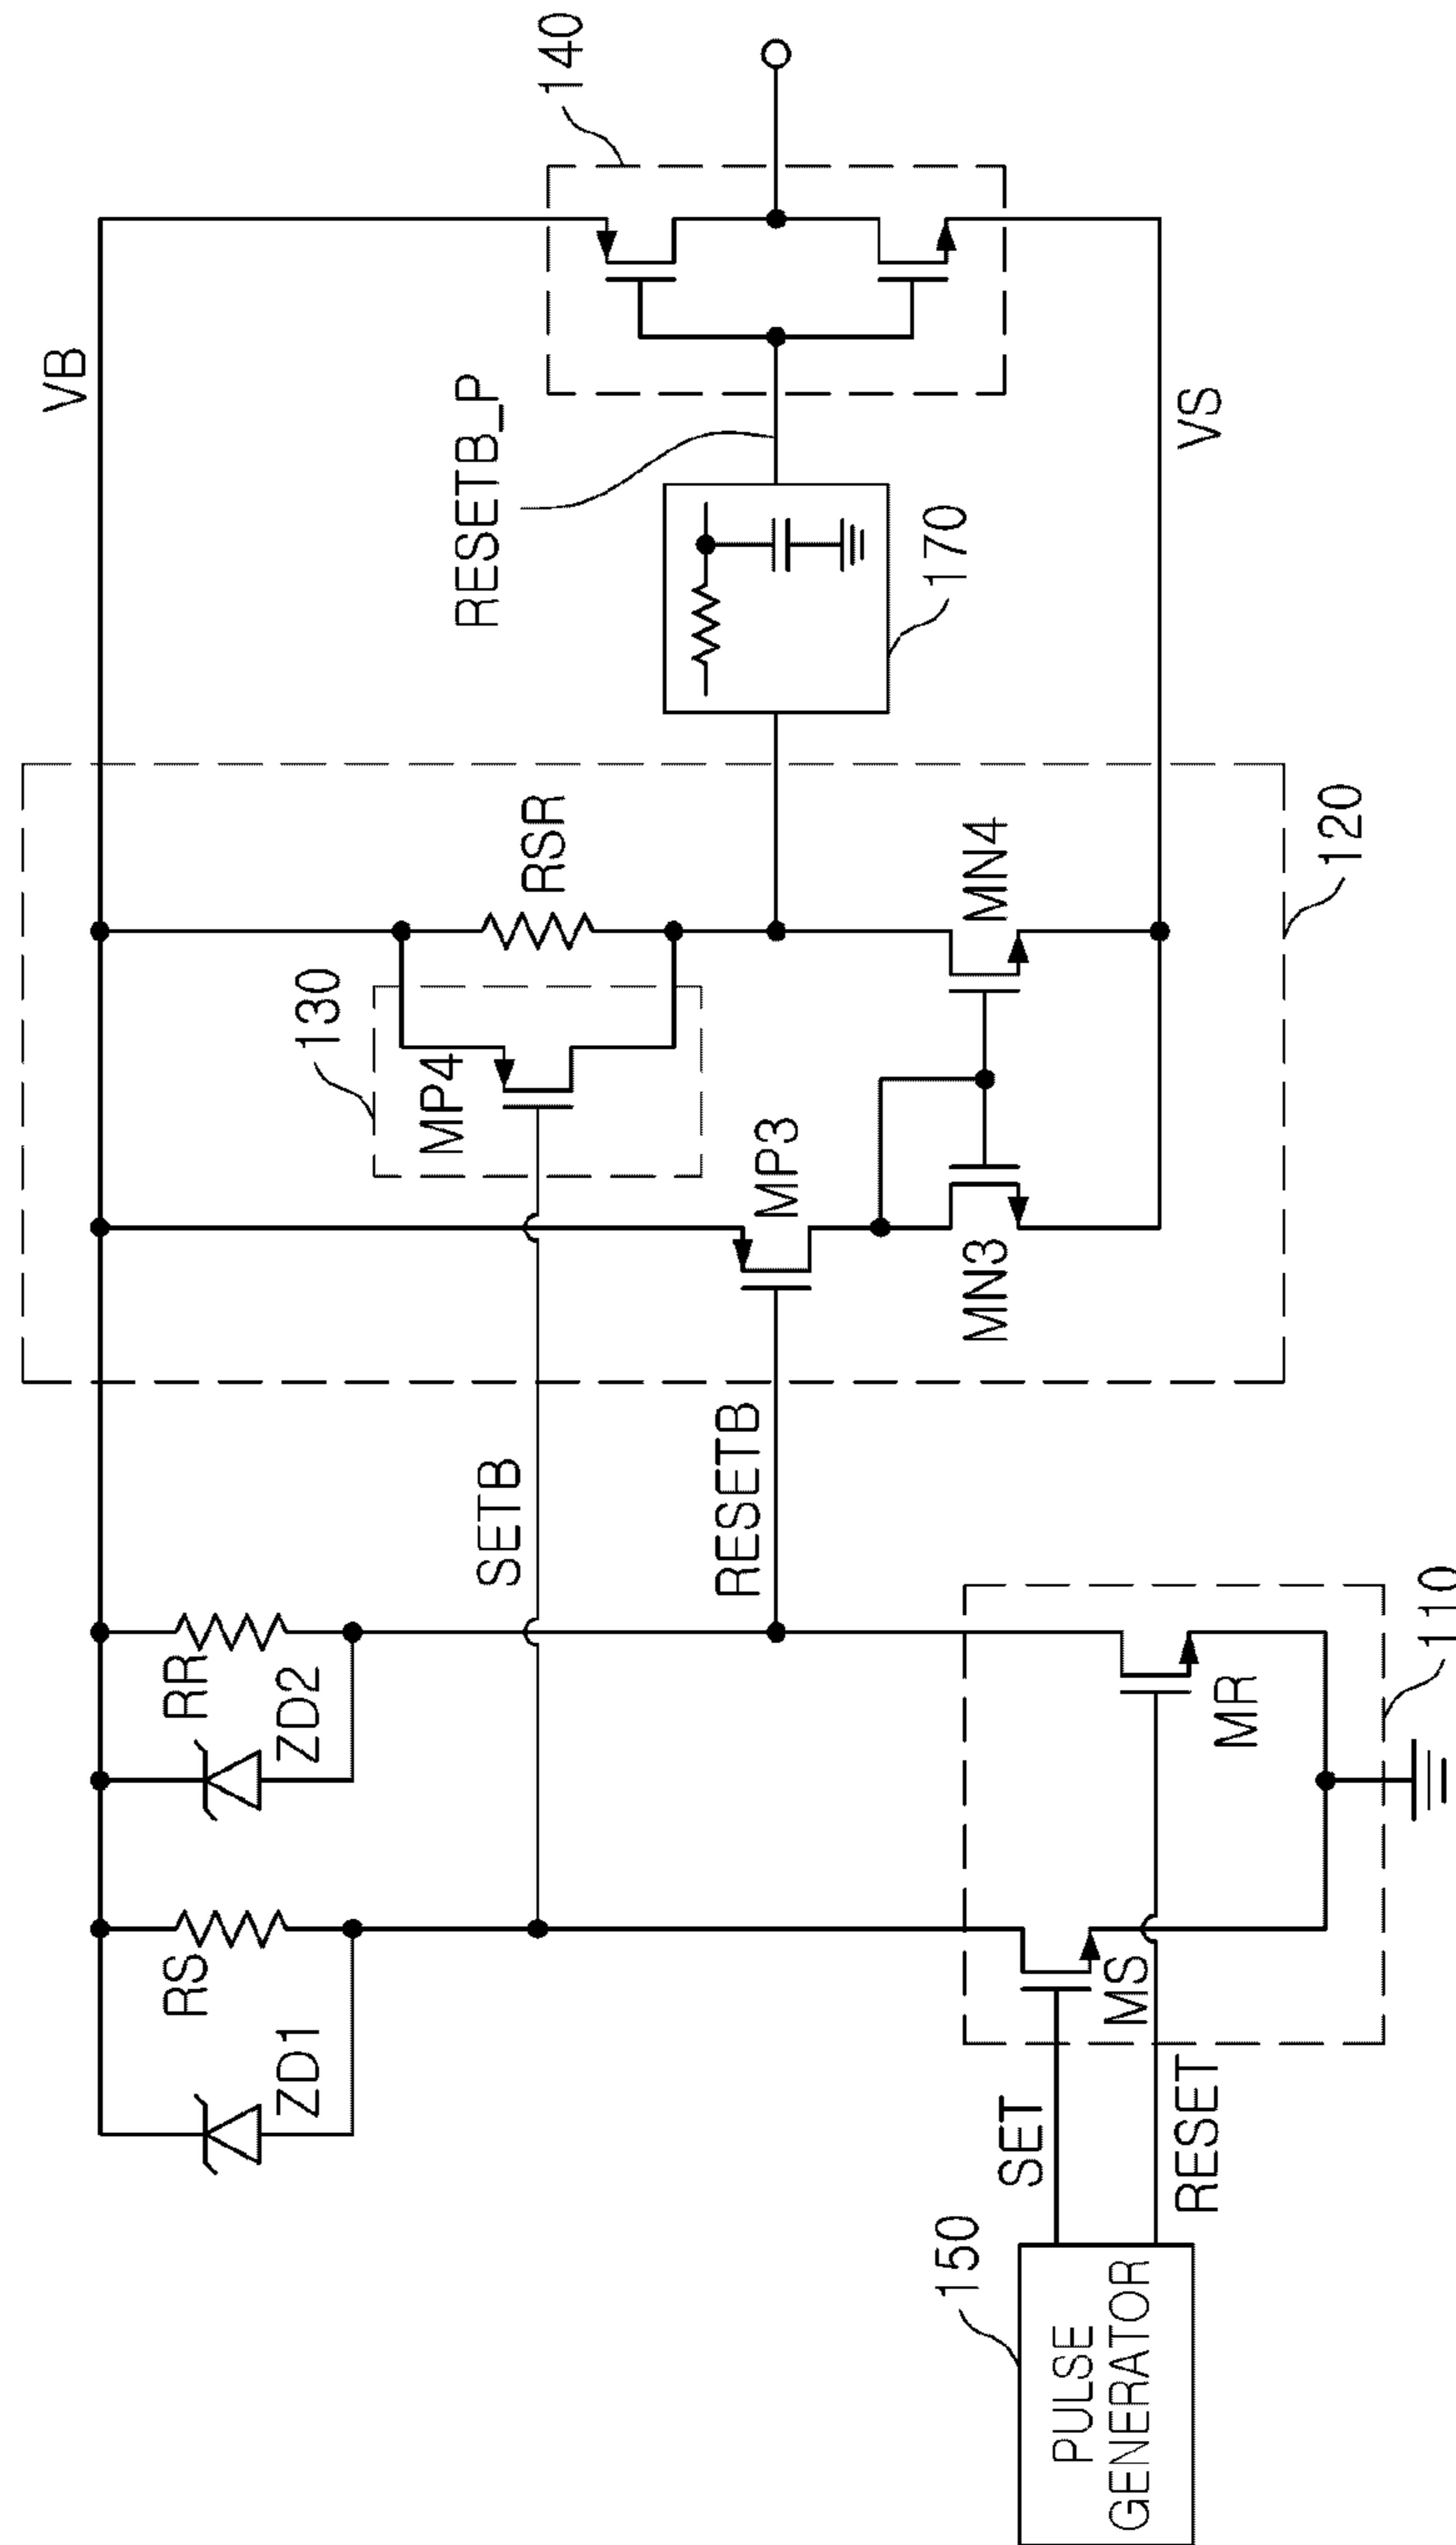 VB
140
RESETB_P
VS
170
RSR
130
MP4
MN4
120
MP3
MN3
SETB
RESETB
RR
ZD2
RS
ZD1
110
MR
MS
SET
RESET
150
PULSE
GENERATOR